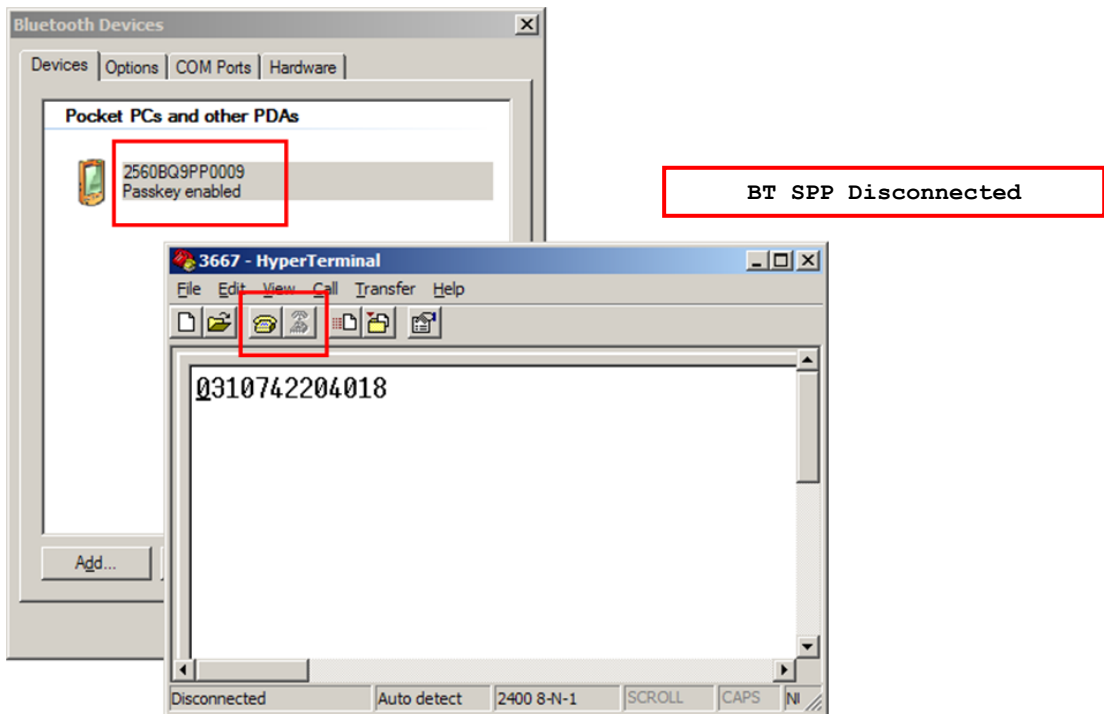 Bluetooth Devices
Devices Options COM Ports Hardware
Pocket PCs and other PDAs
2560BQ9PP0009
Passkey enabled
BT SPP Disconnected
3667 - HyperTerminal
File Edit View Call Transfer Help
0310742204018
Add...
Disconnected Auto detect 2400 8-N-1 SCROLL CAPS